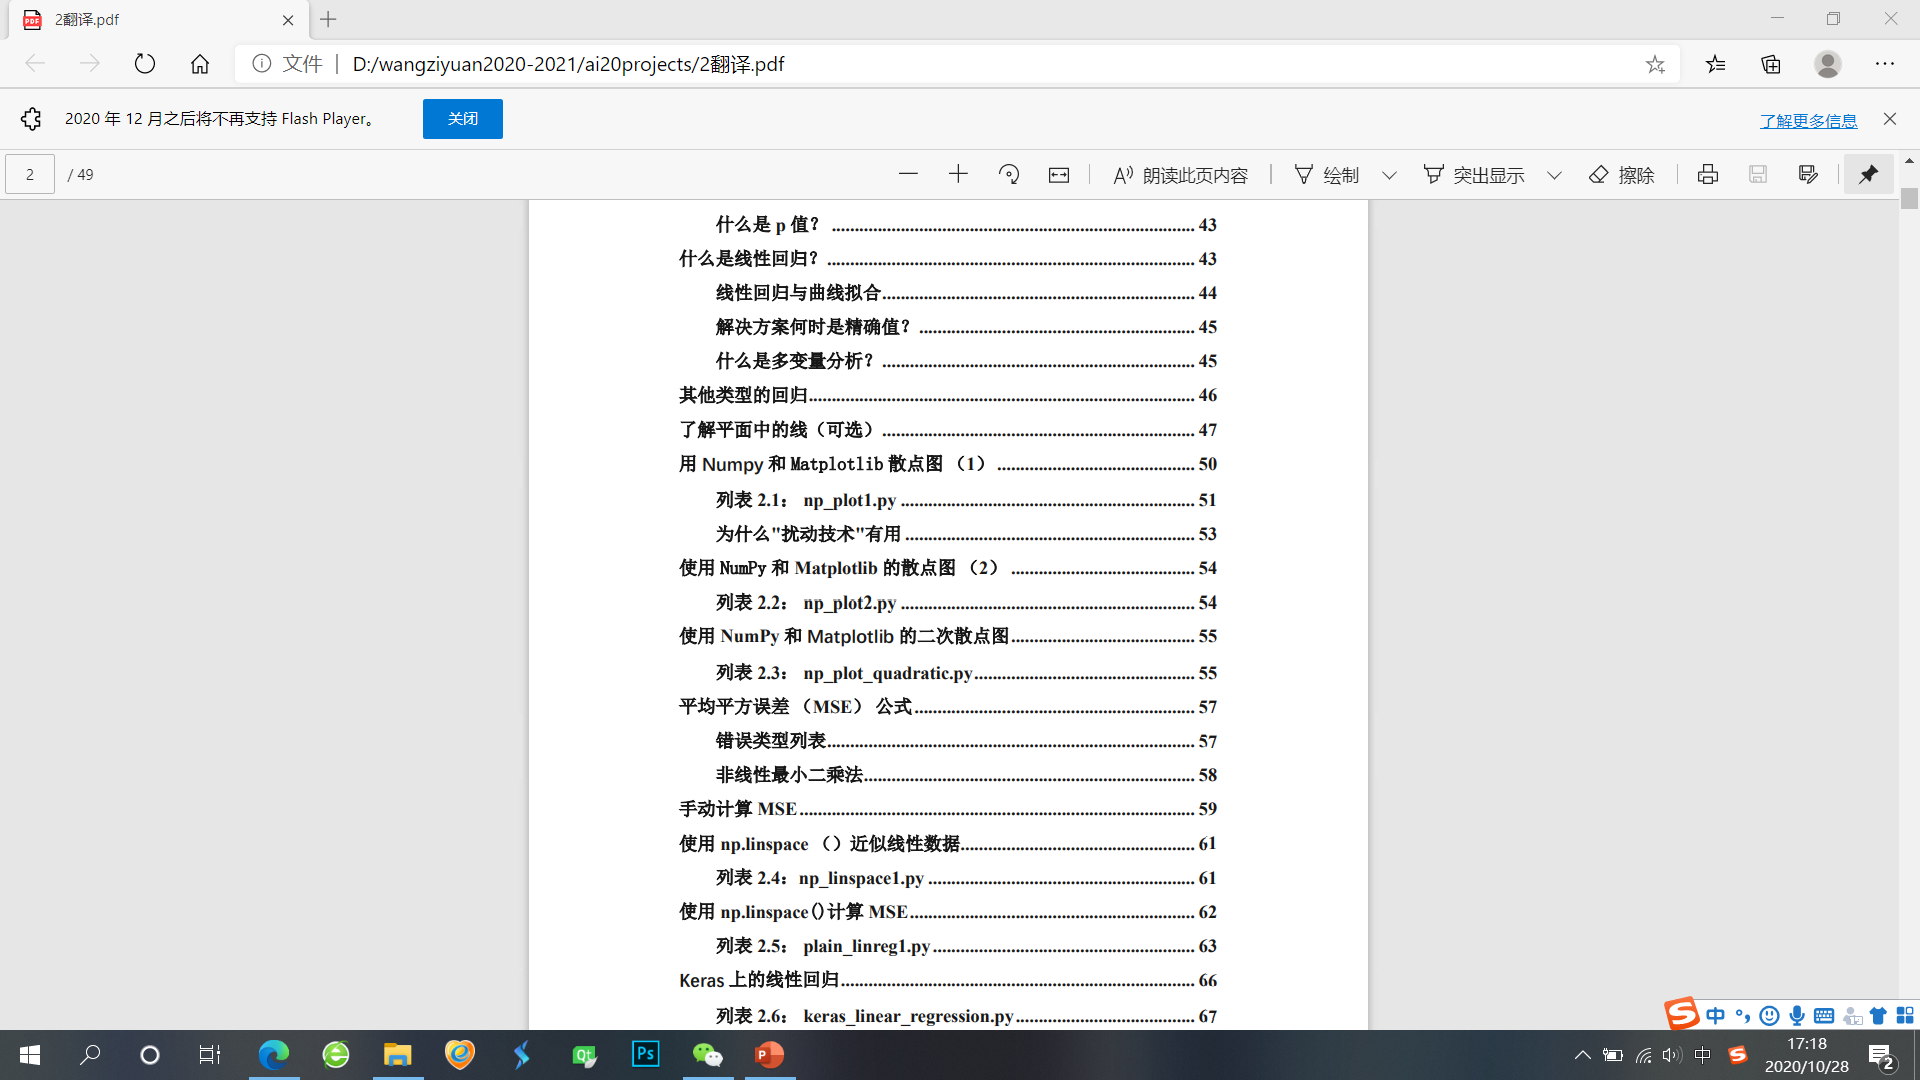 2翻译.pdf
文件 | D:/wangziyuan2020-2021/ai20projects/2翻译.pdf
2020 年 12 月之后将不再支持 Flash Player。 关闭 了解更多信息
2 / 49 朗读此页内容 绘制 突出显示 擦除
什么是 p 值？ 43
什么是线性回归？ 43
线性回归与曲线拟合 44
解决方案何时是精确值？ 45
什么是多变量分析？ 45
其他类型的回归 46
了解平面中的线（可选） 47
用 Numpy 和 Matplotlib 散点图 （1） 50
列表 2.1： np_plot1.py 51
为什么"扰动技术"有用 53
使用 NumPy 和 Matplotlib 的散点图 （2） 54
列表 2.2： np_plot2.py 54
使用 NumPy 和 Matplotlib 的二次散点图 55
列表 2.3： np_plot_quadratic.py 55
平均平方误差 （MSE） 公式 57
错误类型列表 57
非线性最小二乘法 58
手动计算 MSE 59
使用 np.linspace （）近似线性数据 61
列表 2.4：np_linspace1.py 61
使用 np.linspace()计算 MSE 62
列表 2.5： plain_linreg1.py 63
Keras 上的线性回归 66
列表 2.6： keras_linear_regression.py 67
中
Qt Ps P 中 17:18
2020/10/28 2